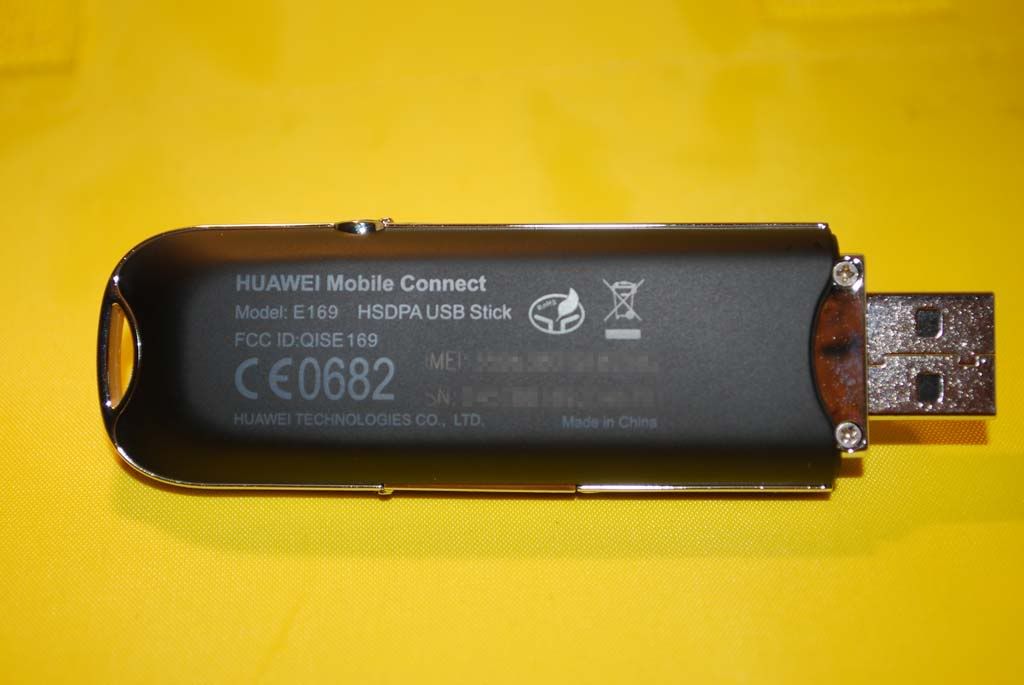 HUAWEI Mobile Connect
Model: E169 HSDPA USB Stick
RoHS
FCC ID:QISE169
IMEI:
CE0682
SN:
HUAWEI TECHNOLOGIES CO., LTD. Made in China